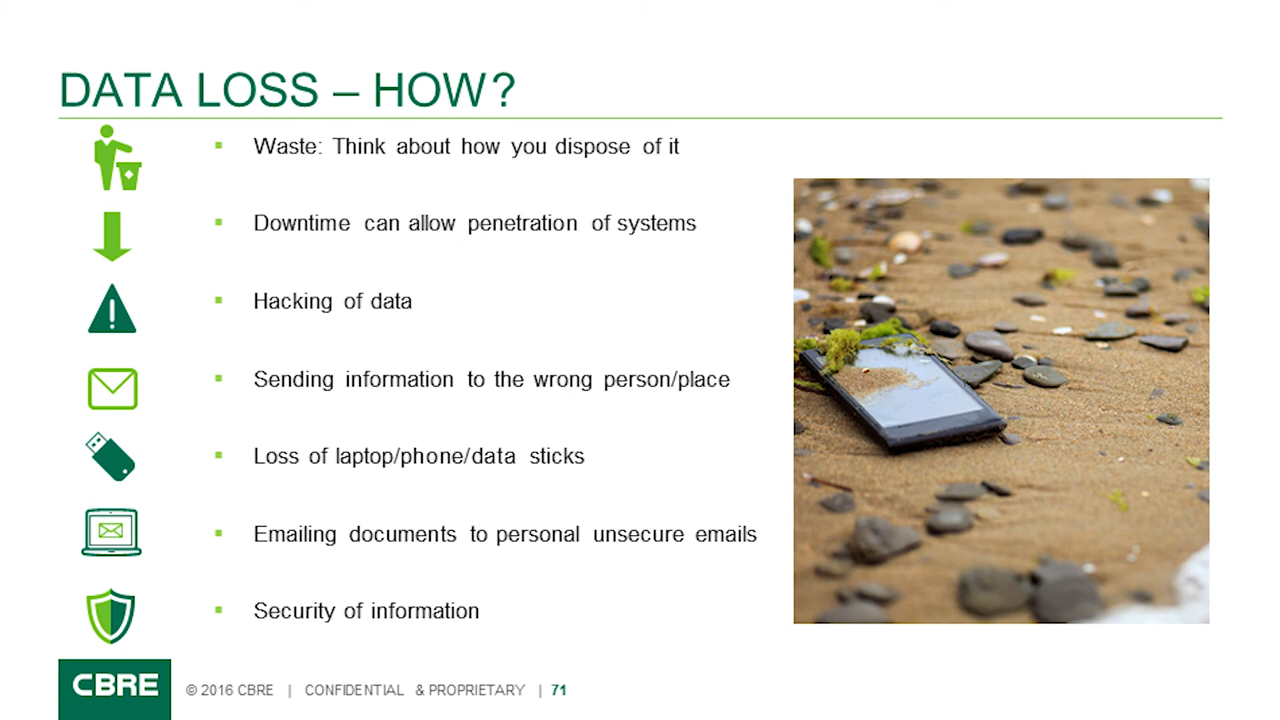 DATA LOSS – HOW?
▪ Waste: Think about how you dispose of it
▪ Downtime can allow penetration of systems
▪ Hacking of data
▪ Sending information to the wrong person/place
▪ Loss of laptop/phone/data sticks
▪ Emailing documents to personal unsecure emails
▪ Security of information
CBRE © 2016 CBRE | CONFIDENTIAL & PROPRIETARY | 71